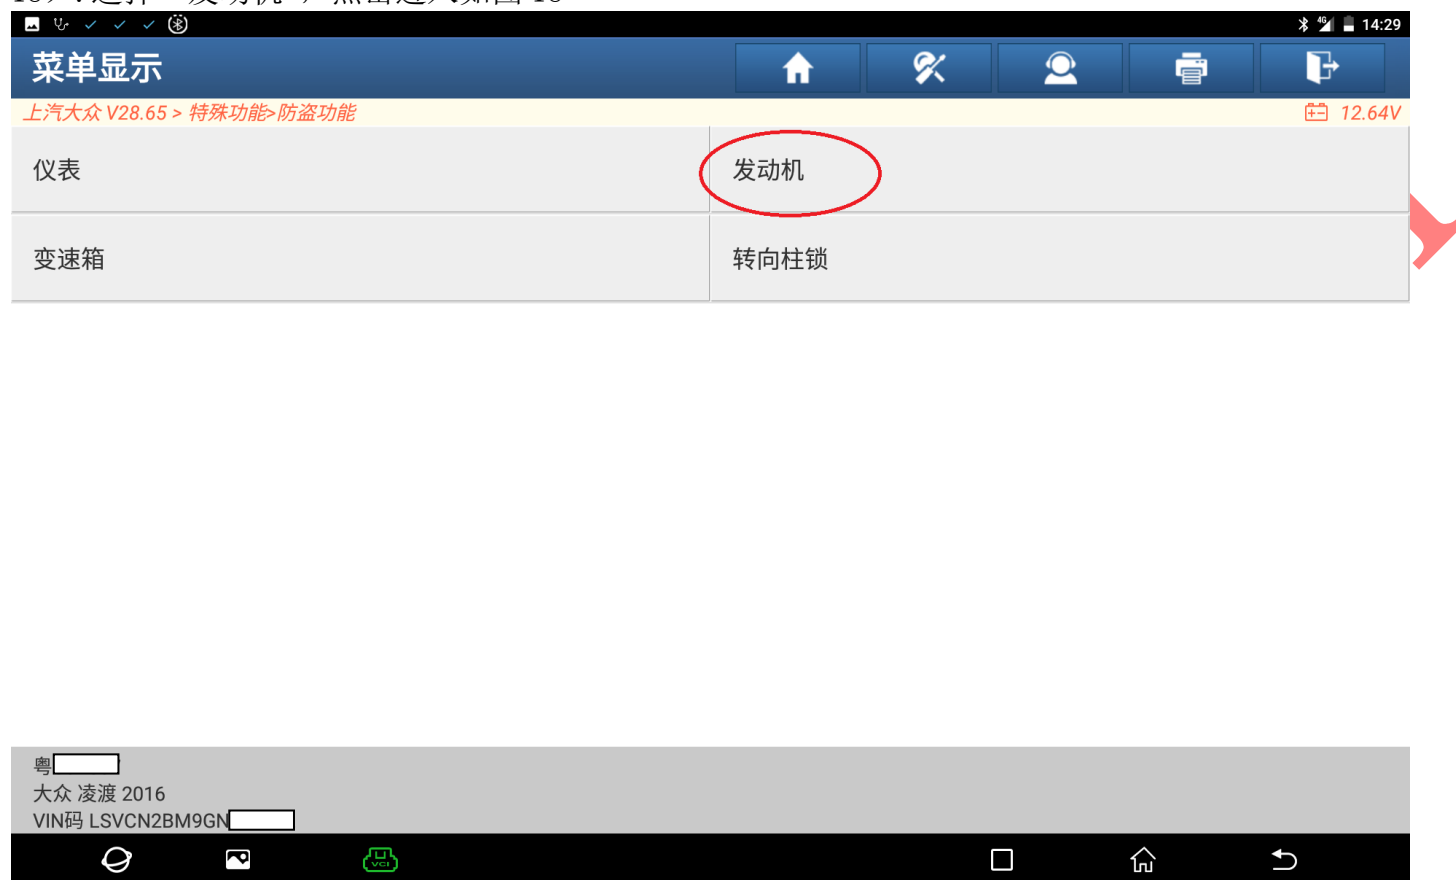 14:29
菜单显示
上汽大众 V28.65 > 特殊功能>防盗功能
12.64V
仪表
发动机
变速箱
转向柱锁
粤
大众 凌渡 2016
VIN码 LSVCN2BM9GN
VCI